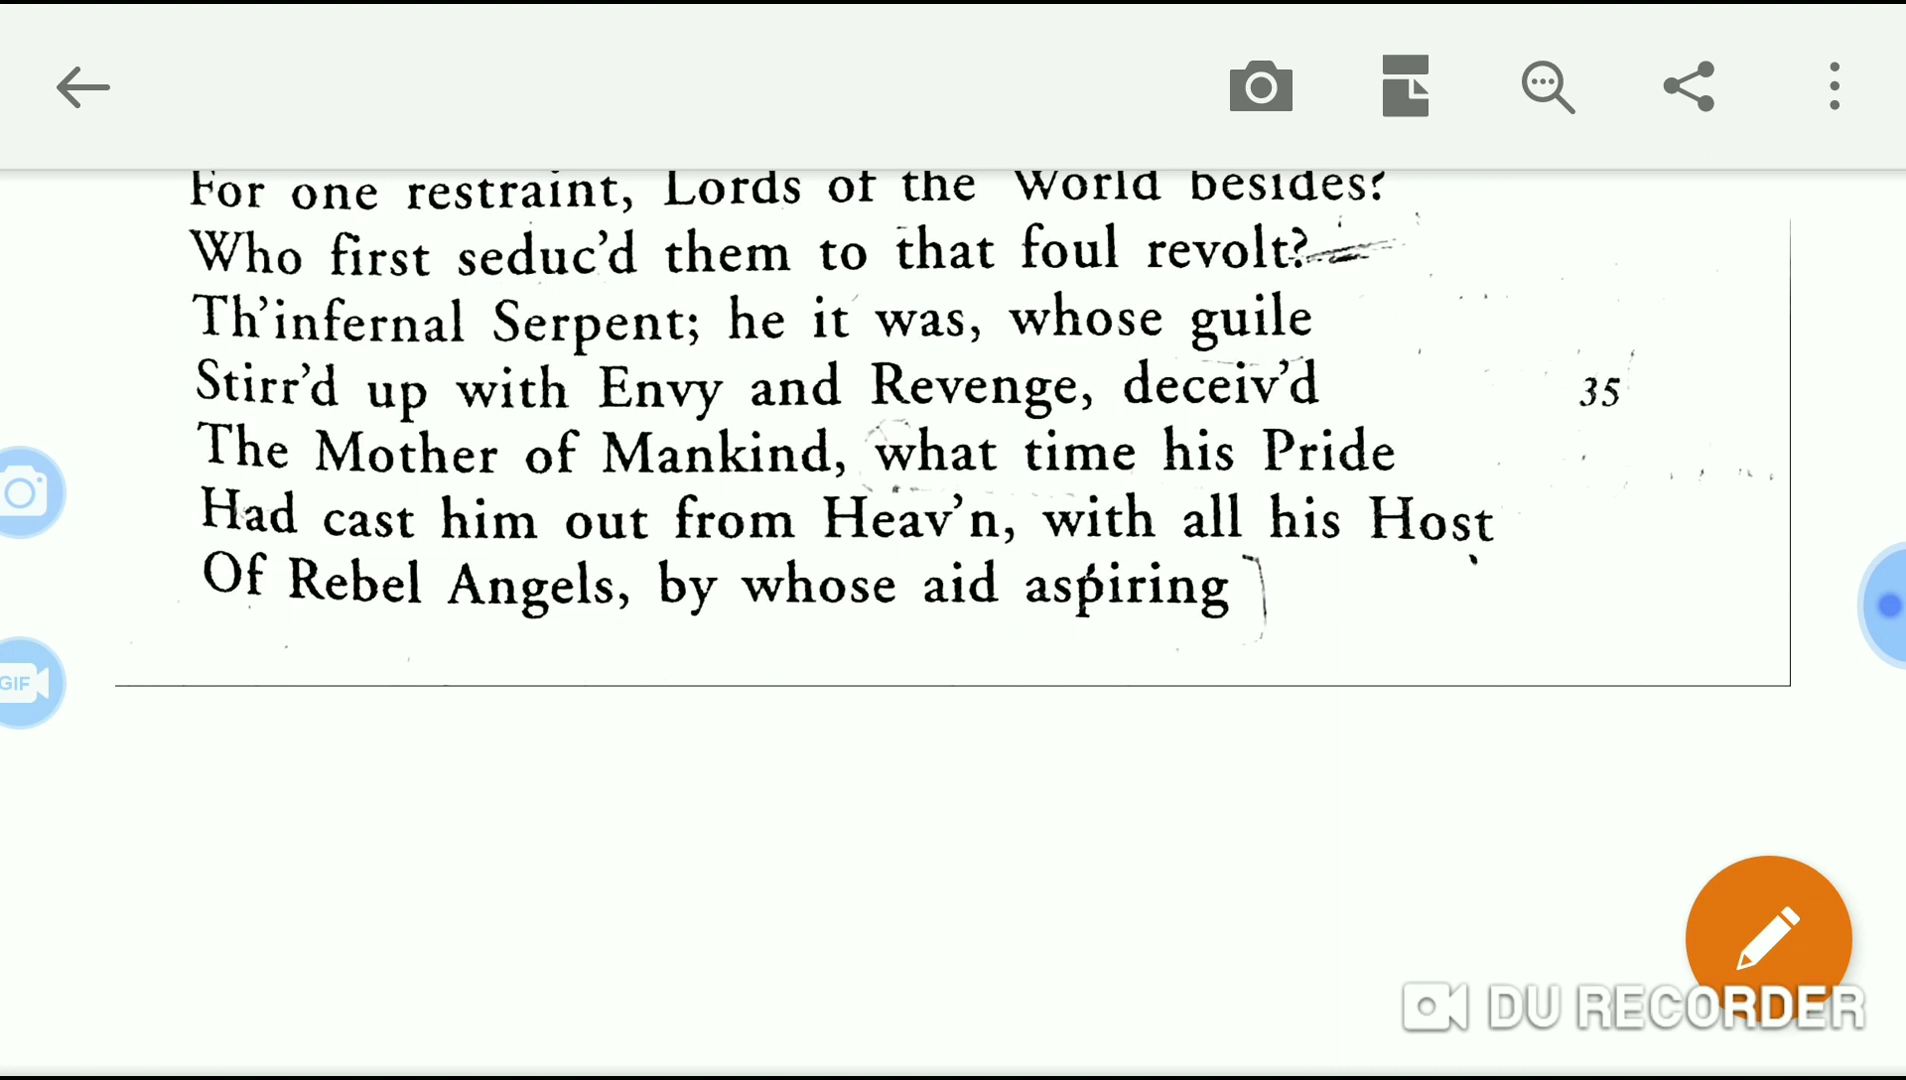 For one restraint, Lords of the World besides?
Who first seduc’d them to that foul revolt?
Th’infernal Serpent; he it was, whose guile
Stirr’d up with Envy and Revenge, deceiv’d
35
The Mother of Mankind, what time his Pride
Had cast him out from Heav’n, with all his Host
Of Rebel Angels, by whose aid aspiring
GIF
DU RECORDER